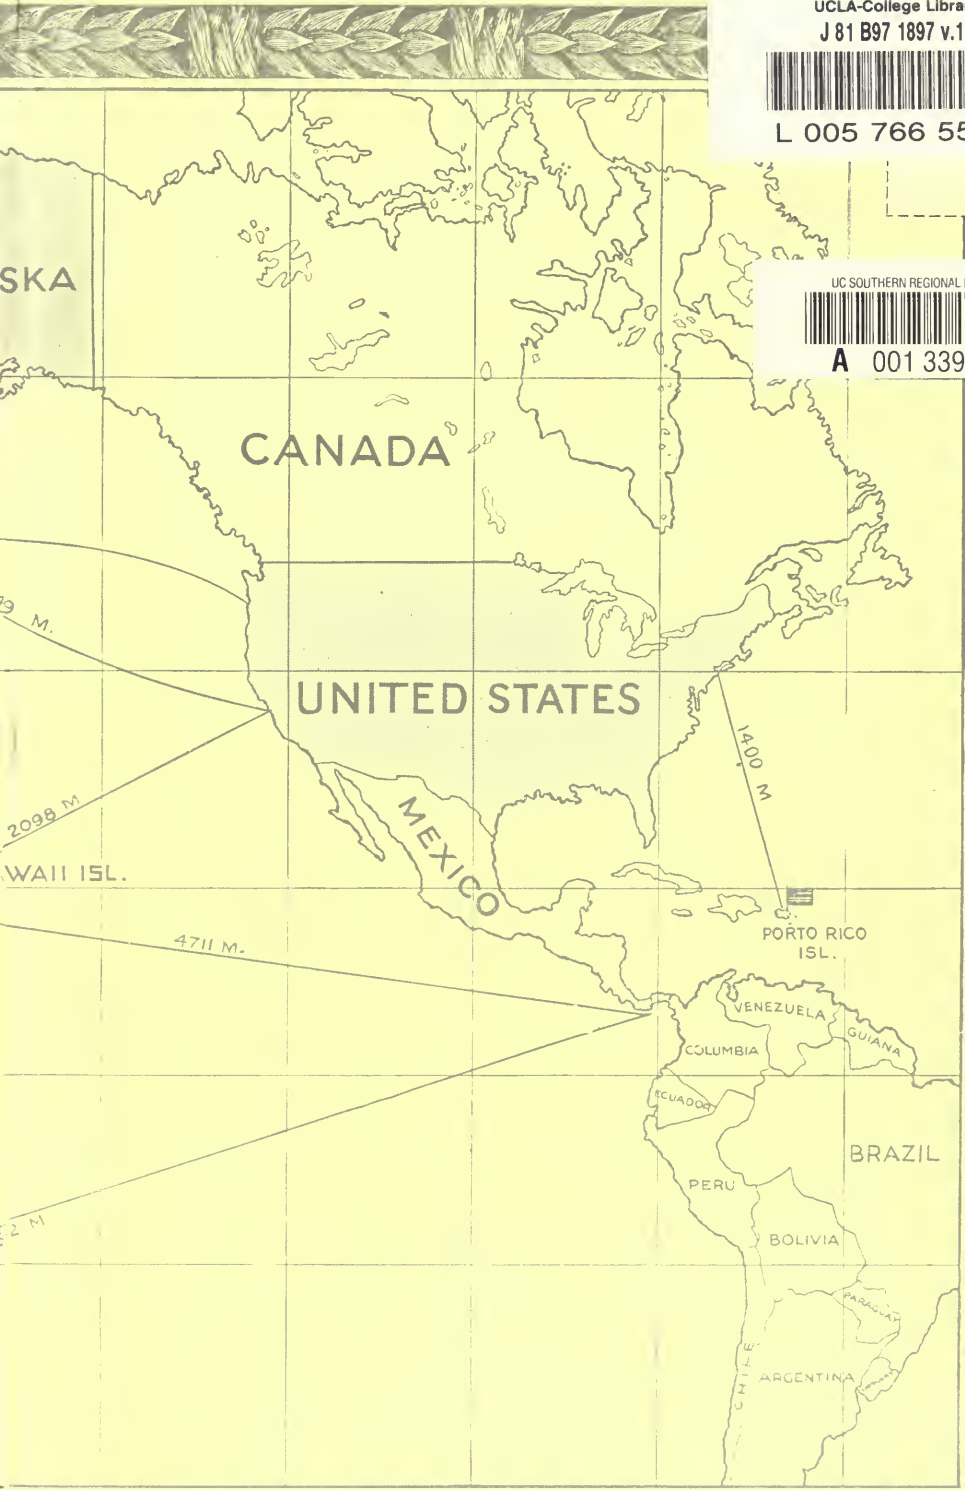 UCLA-College Libra
J 81 B97 1897 v.1
L 005 766 55
UC SOUTHERN REGIONAL
A 001 339
SKA
CANADA
9 M.
UNITED STATES
1400 M
2098 M
MEXICO
WAII ISL.
4711 M.
PORTO RICO
ISL.
VENEZUELA
GUIANA
COLUMBIA
ECUADOR
BRAZIL
PERU
2 M
BOLIVIA
PARAGUAY
CHILE
ARGENTINA